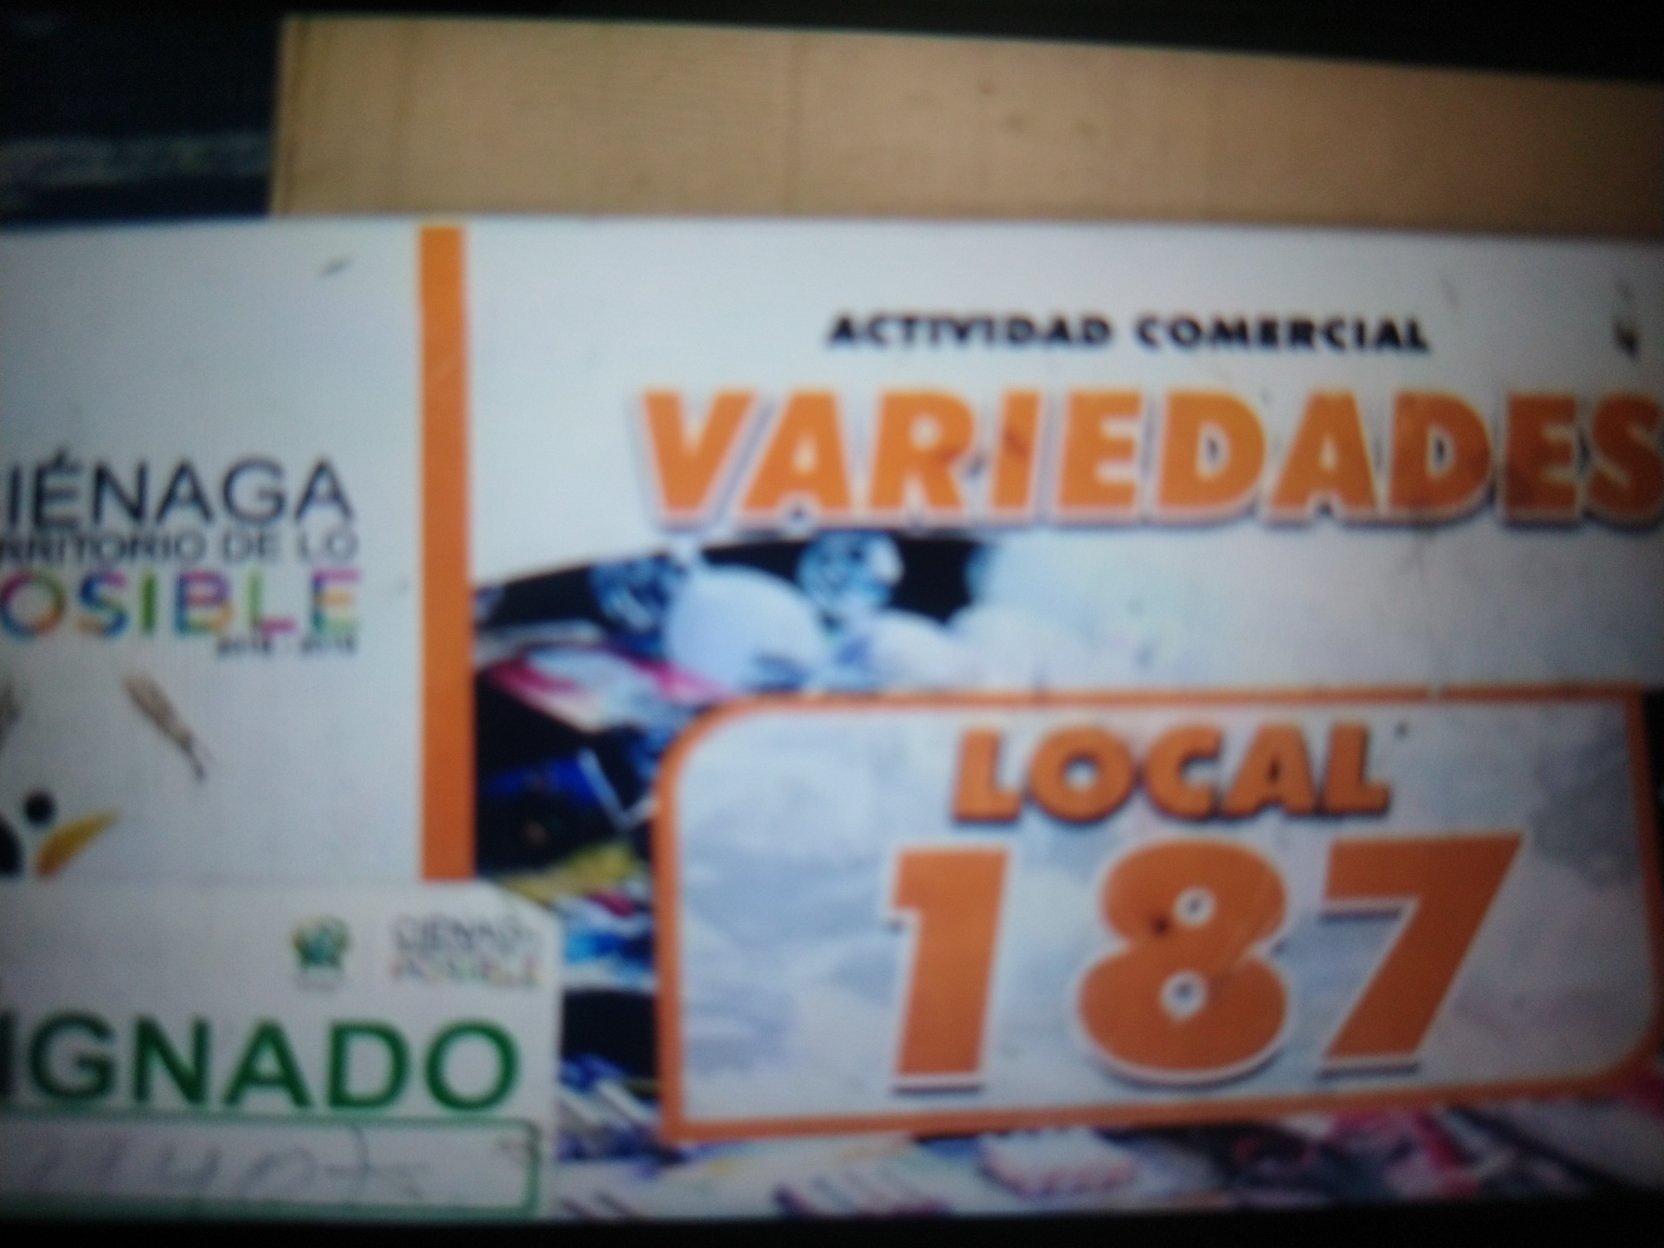 ACTIVIDAD COMERCIAL
VARIEDADES
LOCAL
187
IÉNAGA
RRITORIO DE LO
OSIBLE
IGNADO